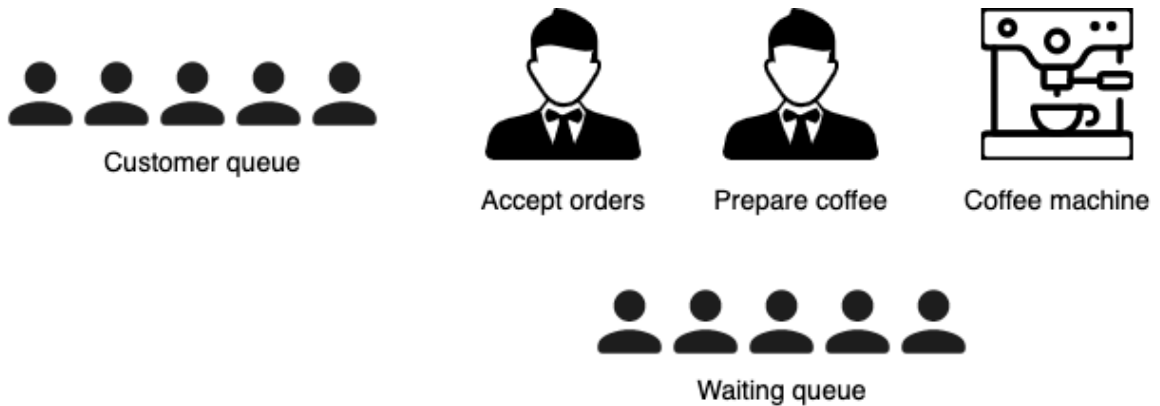 Customer queue
Accept orders
Prepare coffee
Coffee machine
Waiting queue